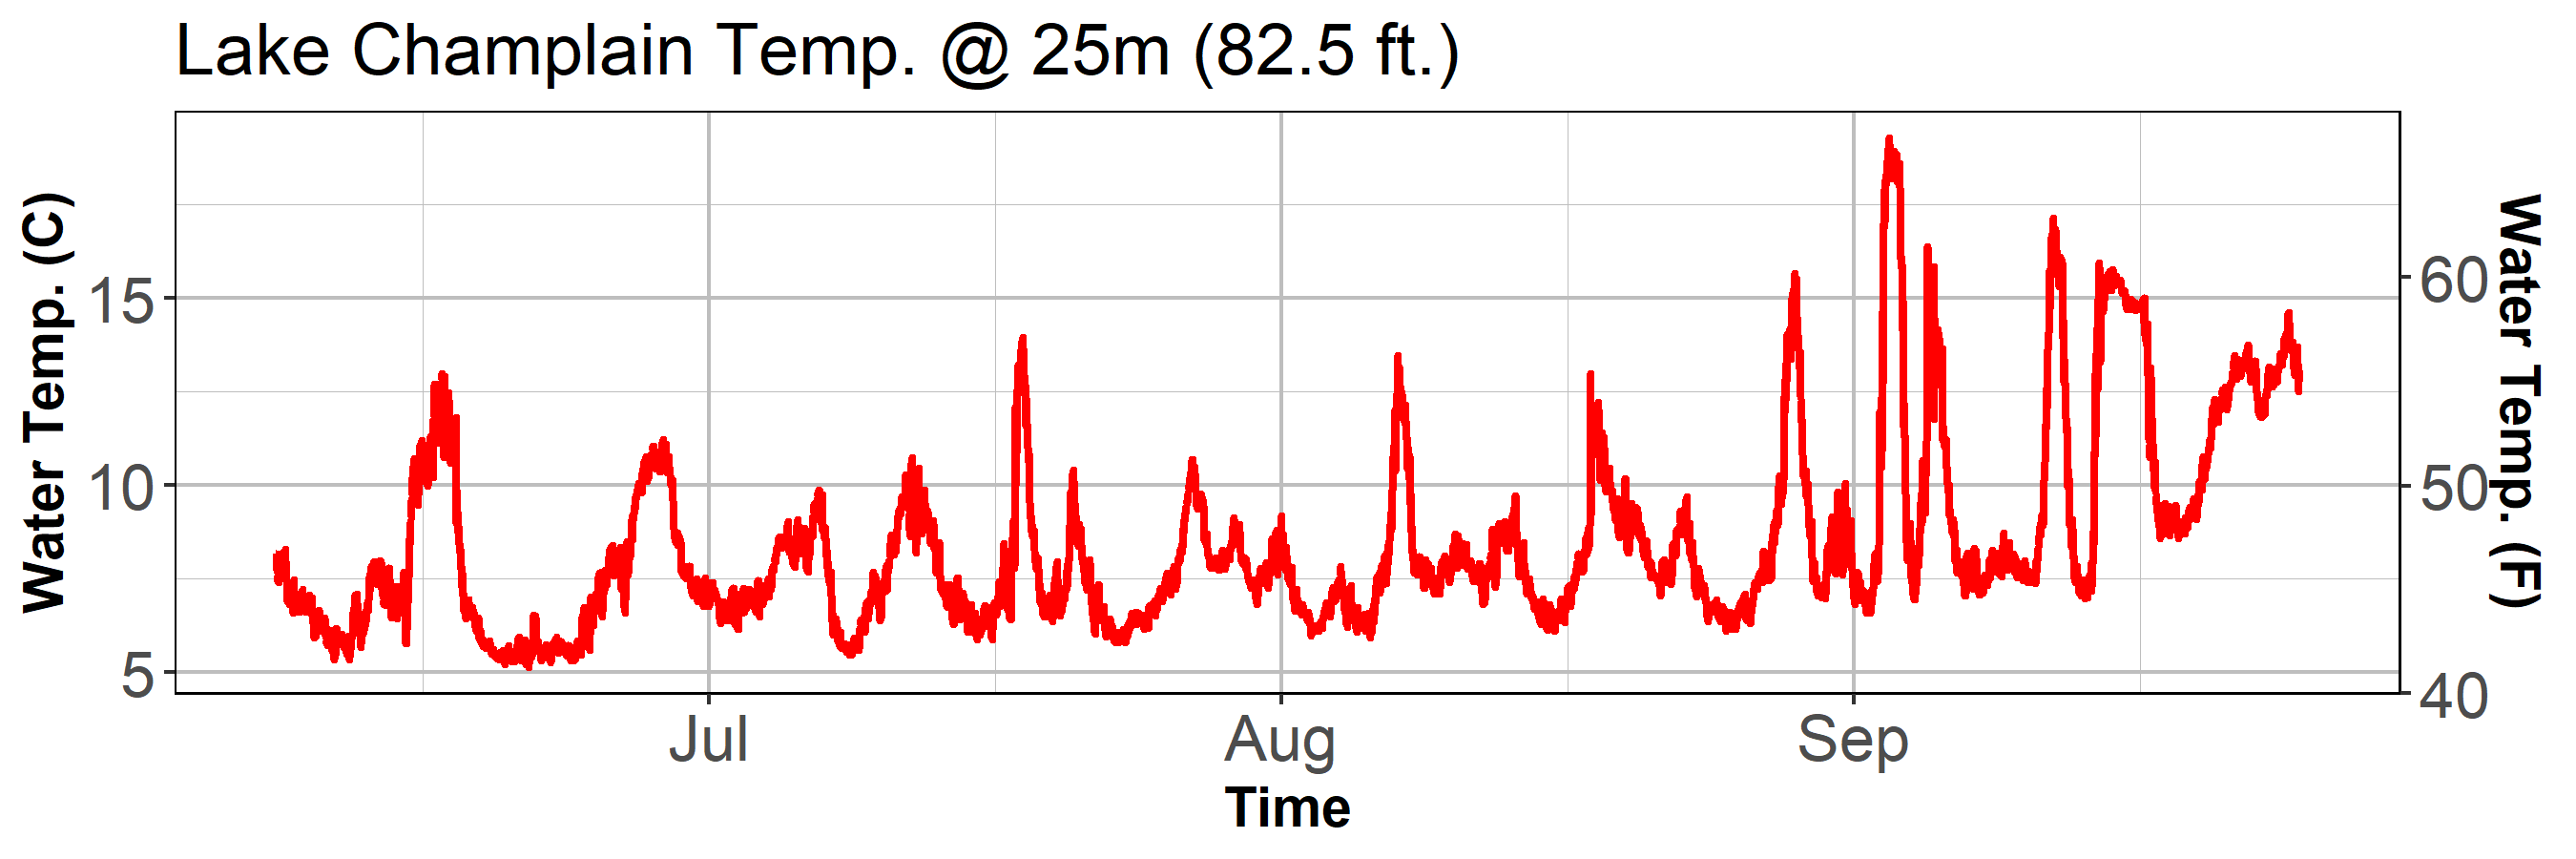 Lake Champlain Temp. @ 25m (82.5 ft.)
Water Temp. (C)
15
10
5
60
50
40
Water Temp. (F)
Jul Aug Sep
Time